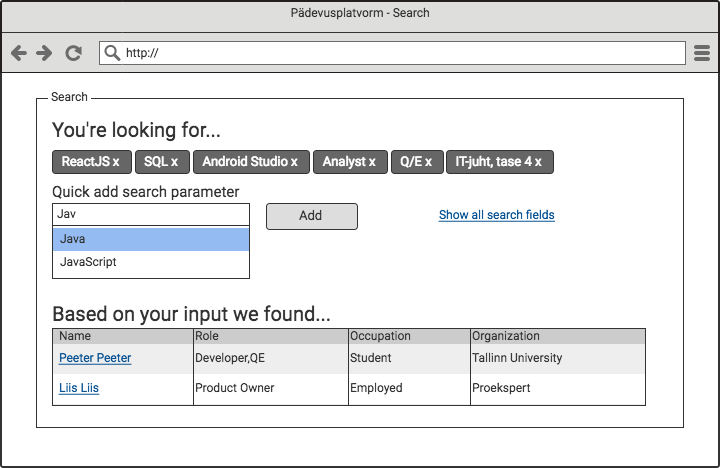 Pädevusplatvorm - Search
http://
Search
You're looking for...
ReactJS x SQL x Android Studio x Analyst x Q/E x IT-juht, tase 4 x
Quick add search parameter
Jav Add Show all search fields
Java
JavaScript
Based on your input we found...
Name Role Occupation Organization
Peeter Peeter Developer,QE Student Tallinn University
Liis Liis Product Owner Employed Proekspert